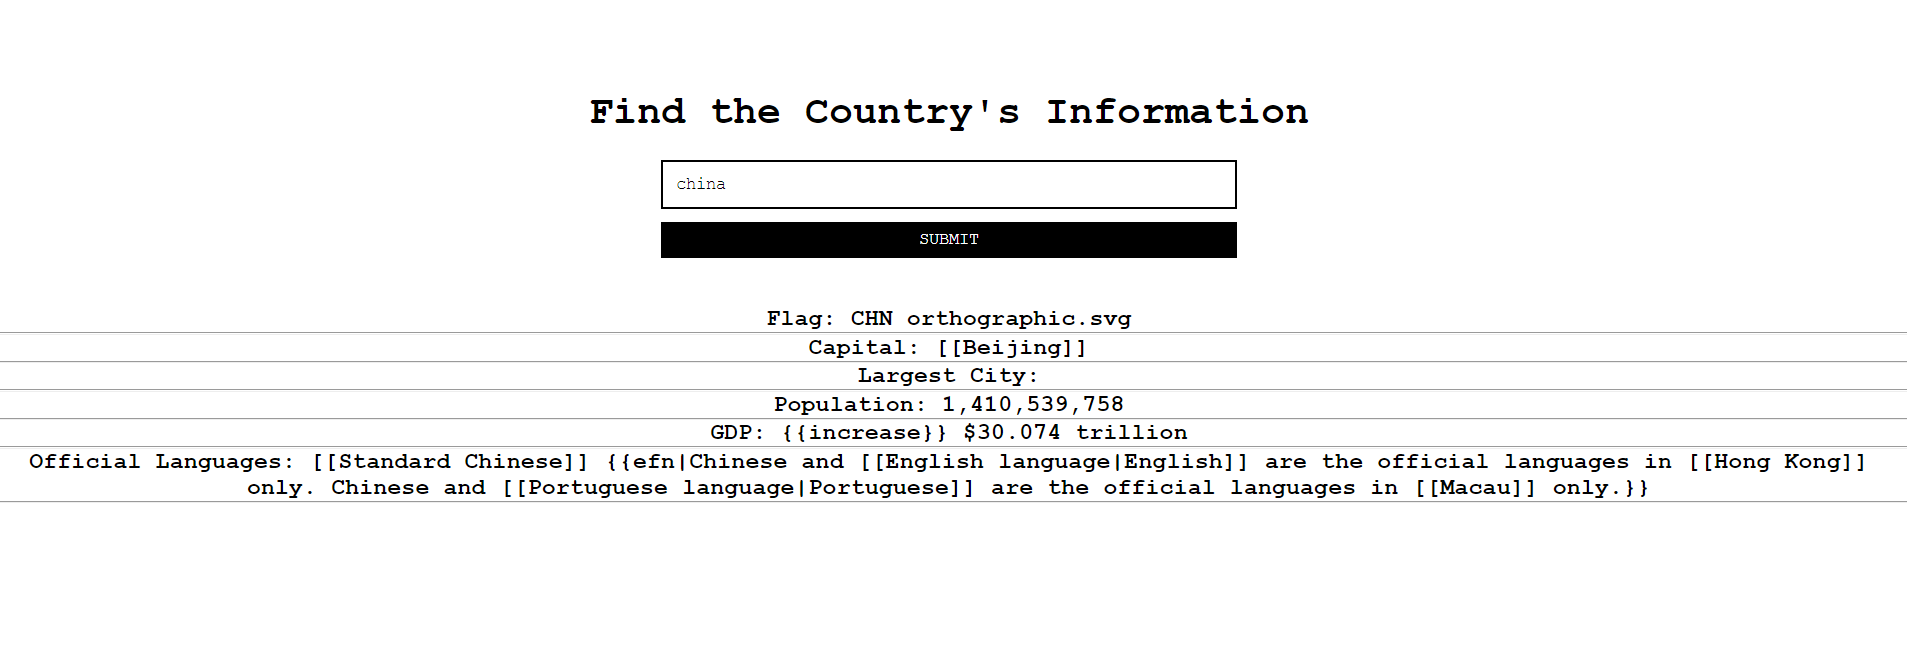 Find the Country's Information
china
SUBMIT
Flag: CHN orthographic.svg
Capital: [[Beijing]]
Largest City:
Population: 1,410,539,758
GDP: {{increase}} $30.074 trillion
Official Languages: [[Standard Chinese]] {{efn|Chinese and [[English language|English]] are the official languages in [[Hong Kong]]
only. Chinese and [[Portuguese language|Portuguese]] are the official languages in [[Macau]] only.}}